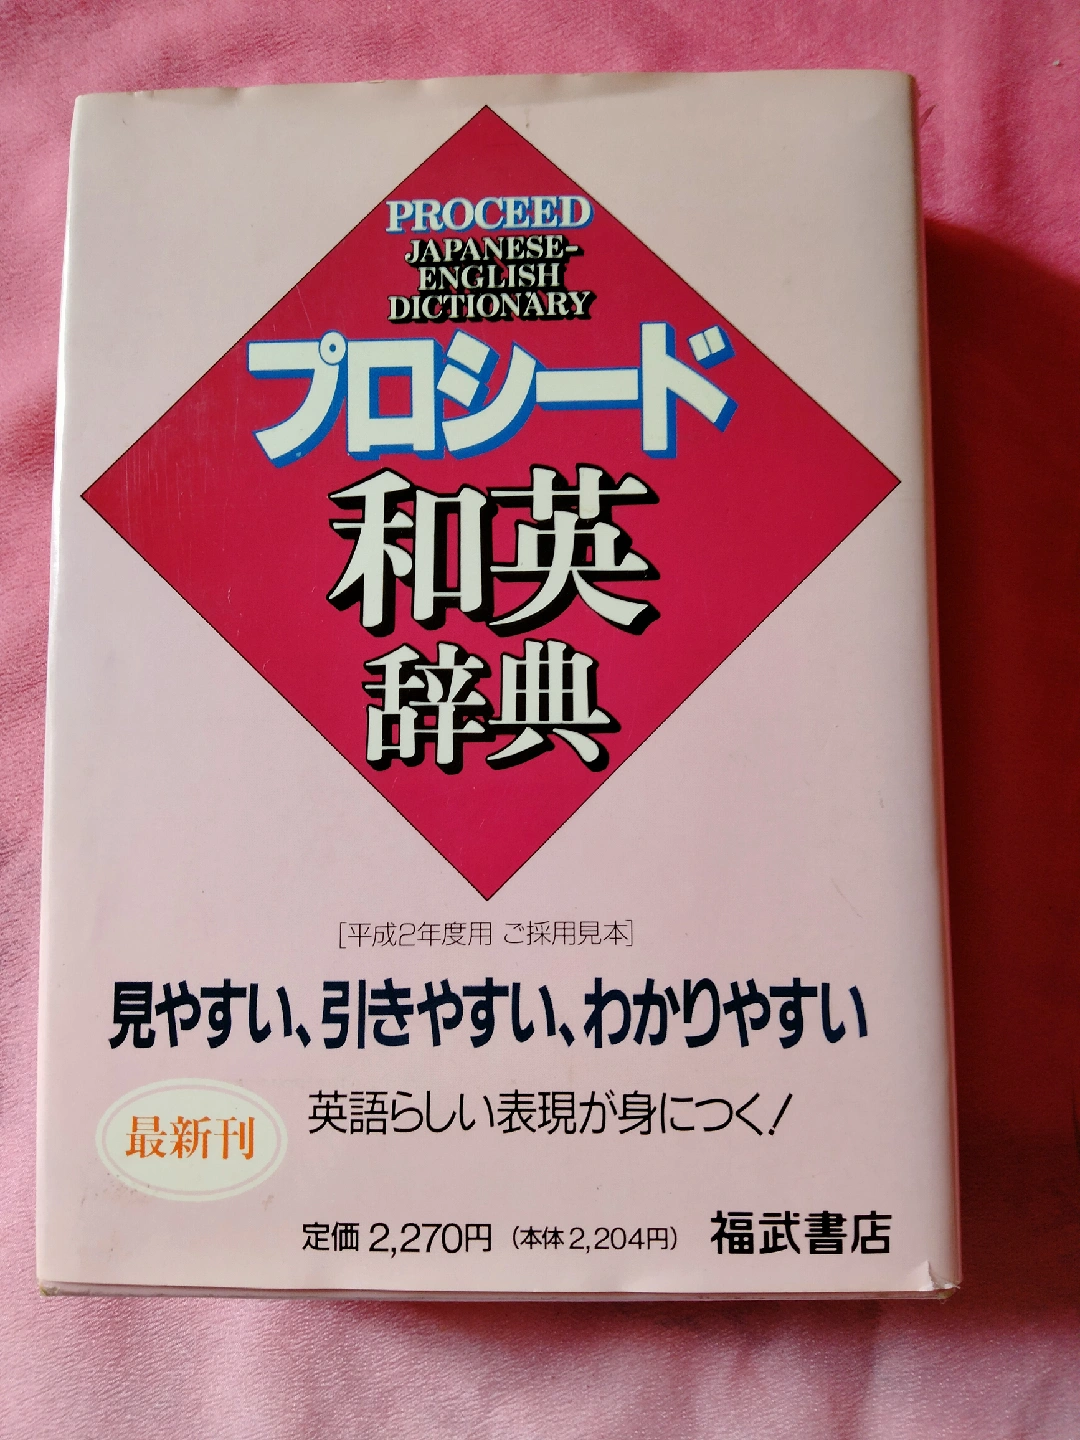 PROCEED
JAPANESE-
ENGLISH
DICTIONARY
プロシード
和英
辞典
[平成2年度用 ご採用見本]
見やすい、引きやすい、わかりやすい
英語らしい表現が身につく!
最新刊
定価 2,270円 (本体 2,204円) 福武書店